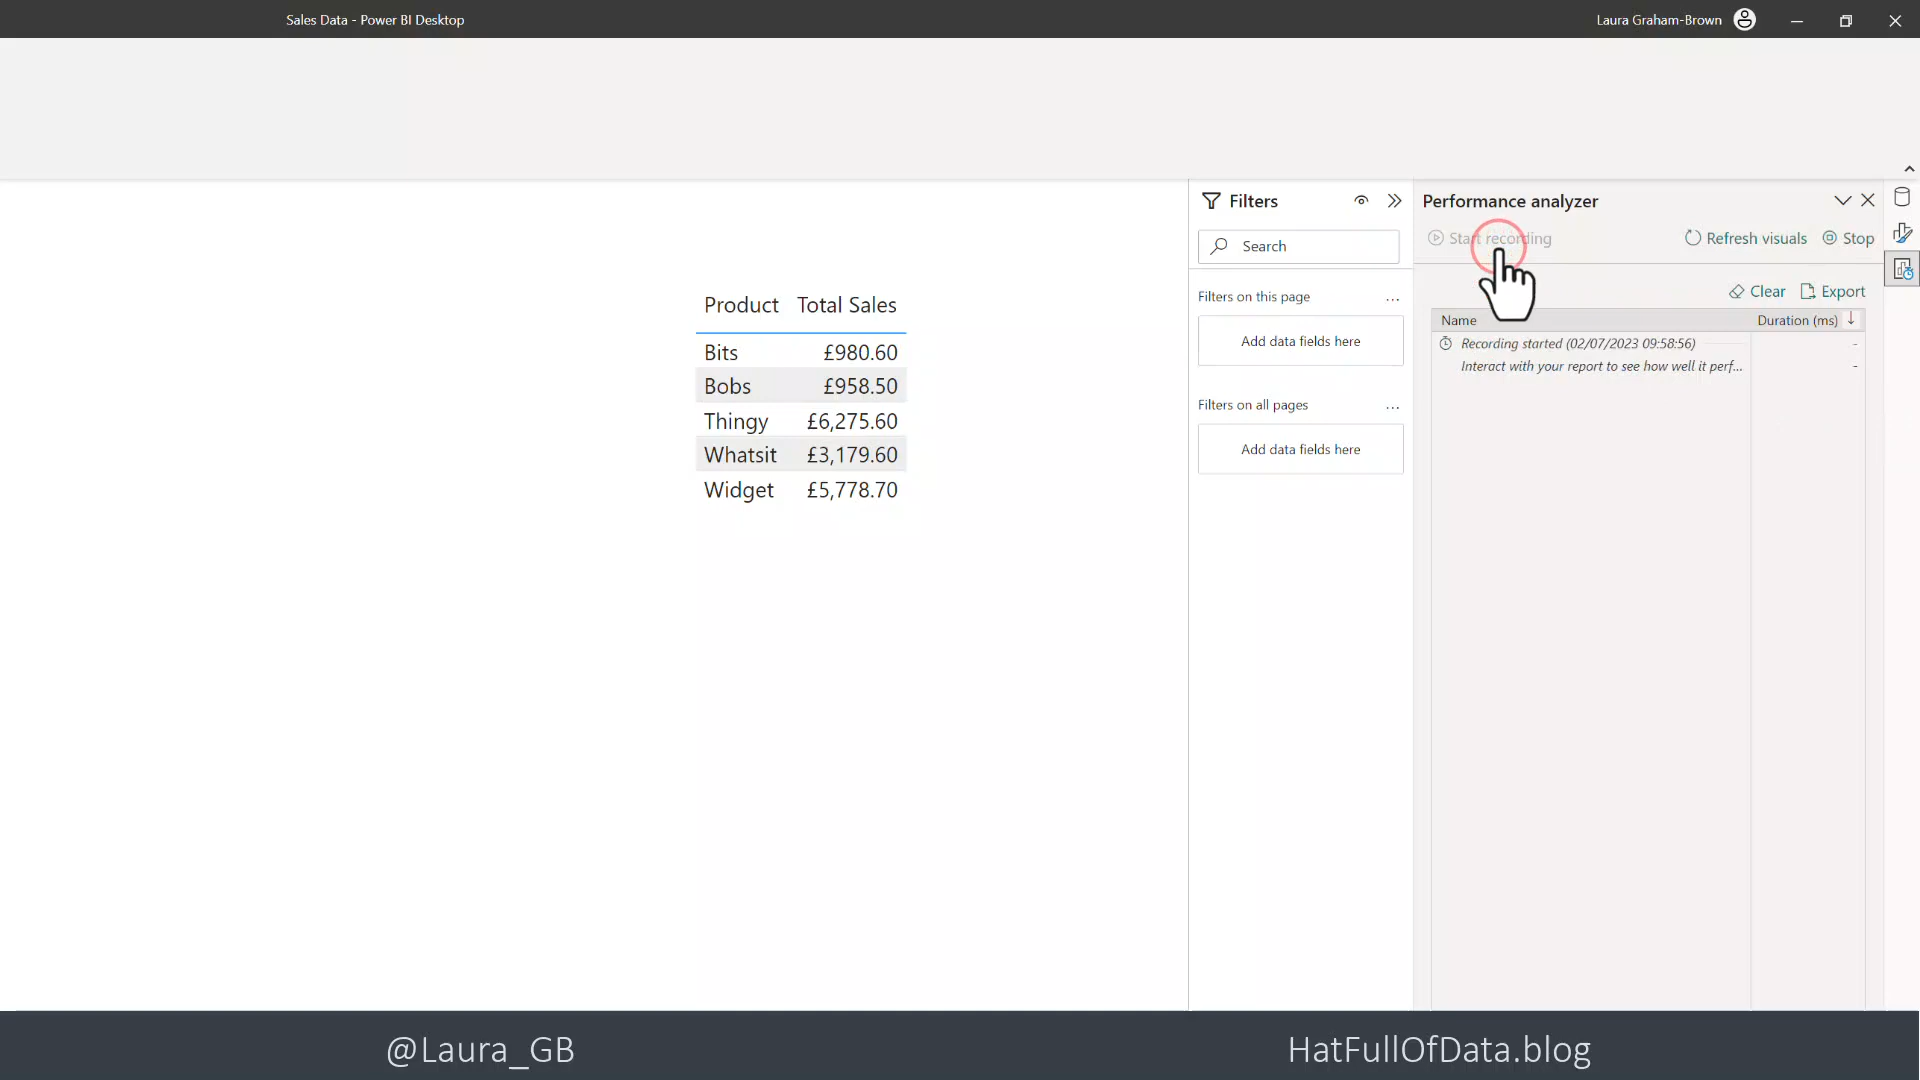 Sales Data - Power BI Desktop
Laura Graham-Brown
Filters
Search
Filters on this page
...
Add data fields here
Filters on all pages
...
Add data fields here
Performance analyzer
Start recording
Refresh visuals
Stop
Clear
Export
Name
Duration (ms)
Recording started (02/07/2023 09:58:56)
-
Interact with your report to see how well it perf...
-
Product Total Sales
Bits £980.60
Bobs £958.50
Thingy £6,275.60
Whatsit £3,179.60
Widget £5,778.70
@Laura_GB
HatFullOfData.blog